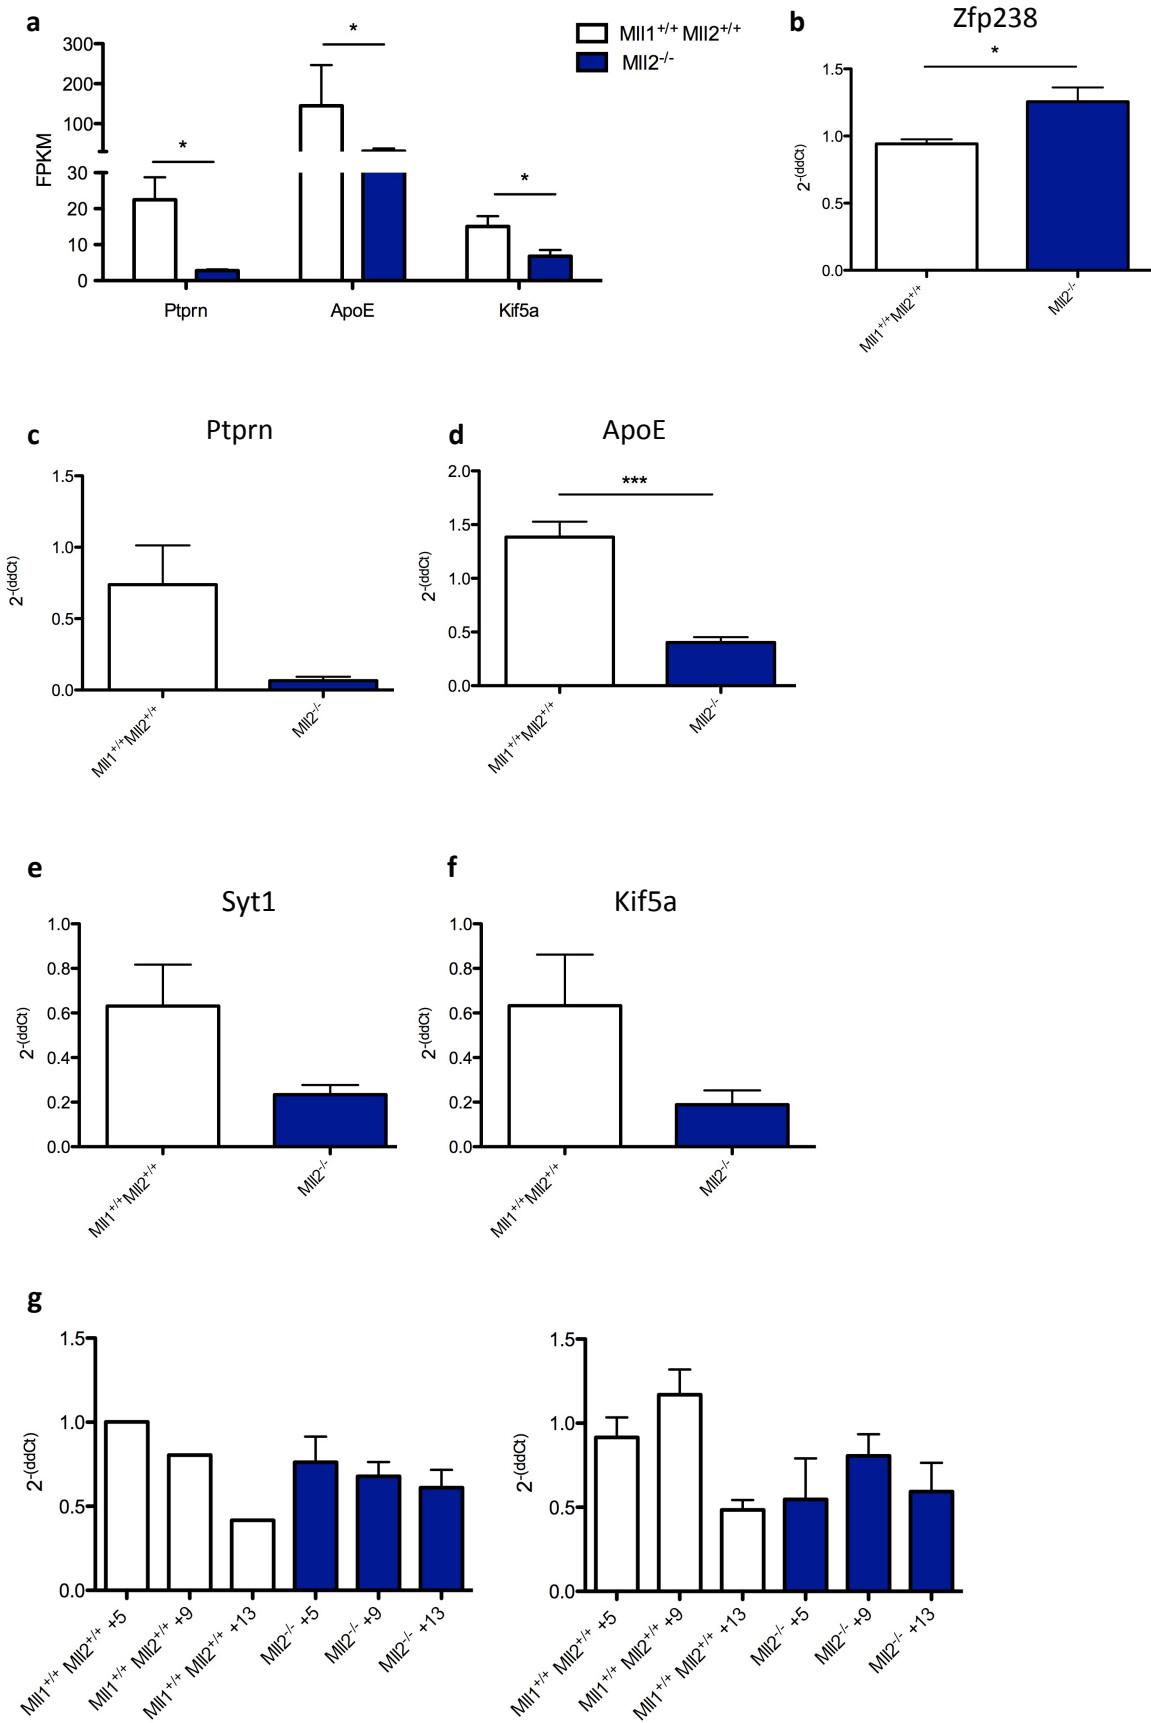 a
Mll1+/+ Mll2+/+
Mll2-/-
FPKM
300
200
100
30
20
10
0
*
*
*
Ptprn
ApoE
Kif5a
b
Zfp238
2-(ddCt)
1.5
1.0
0.5
0.0
*
Mll1+/+Mll2+/+
Mll2-/-
c
Ptprn
2-(ddCt)
1.5
1.0
0.5
0.0
Mll1+/+Mll2+/+
Mll2-/-
d
ApoE
2-(ddCt)
2.0
1.5
1.0
0.5
0.0
***
Mll1+/+Mll2+/+
Mll2-/-
e
Syt1
2-(ddCt)
1.0
0.8
0.6
0.4
0.2
0.0
Mll1+/+Mll2+/+
Mll2-/-
f
Kif5a
2-(ddCt)
1.0
0.8
0.6
0.4
0.2
0.0
Mll1+/+Mll2+/+
Mll2-/-
g
2-(ddCt)
1.5
1.0
0.5
0.0
Mll1+/+ Mll2+/+ +5
Mll1+/+ Mll2+/+ +9
Mll1+/+ Mll2+/+ +13
Mll2-/- +5
Mll2-/- +9
Mll2-/- +13
2-(ddCt)
1.5
1.0
0.5
0.0
Mll1+/+ Mll2+/+ +5
Mll1+/+ Mll2+/+ +9
Mll1+/+ Mll2+/+ +13
Mll2-/- +5
Mll2-/- +9
Mll2-/- +13